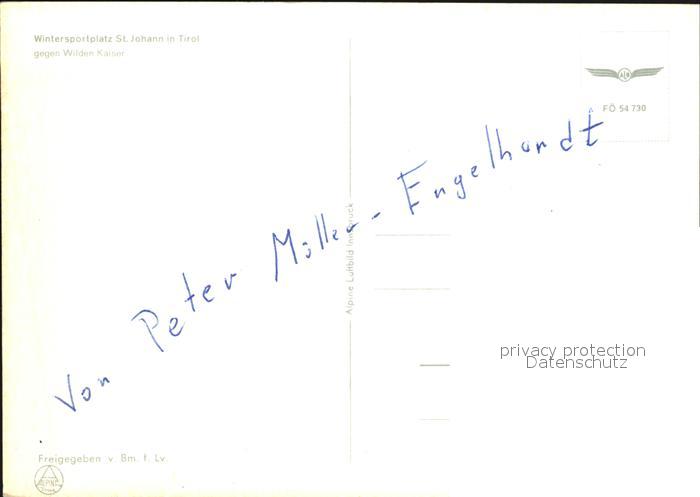 Wintersportplatz St. Johann in Tirol
gegen Wilden Kaiser
FÖ 54 730
Von Peter Müller-Engelhardt
Alpine Luftbild Innsbruck
privacy protection
Datenschutz
Freigegeben v. Bm. f. Lv.
ALPINE